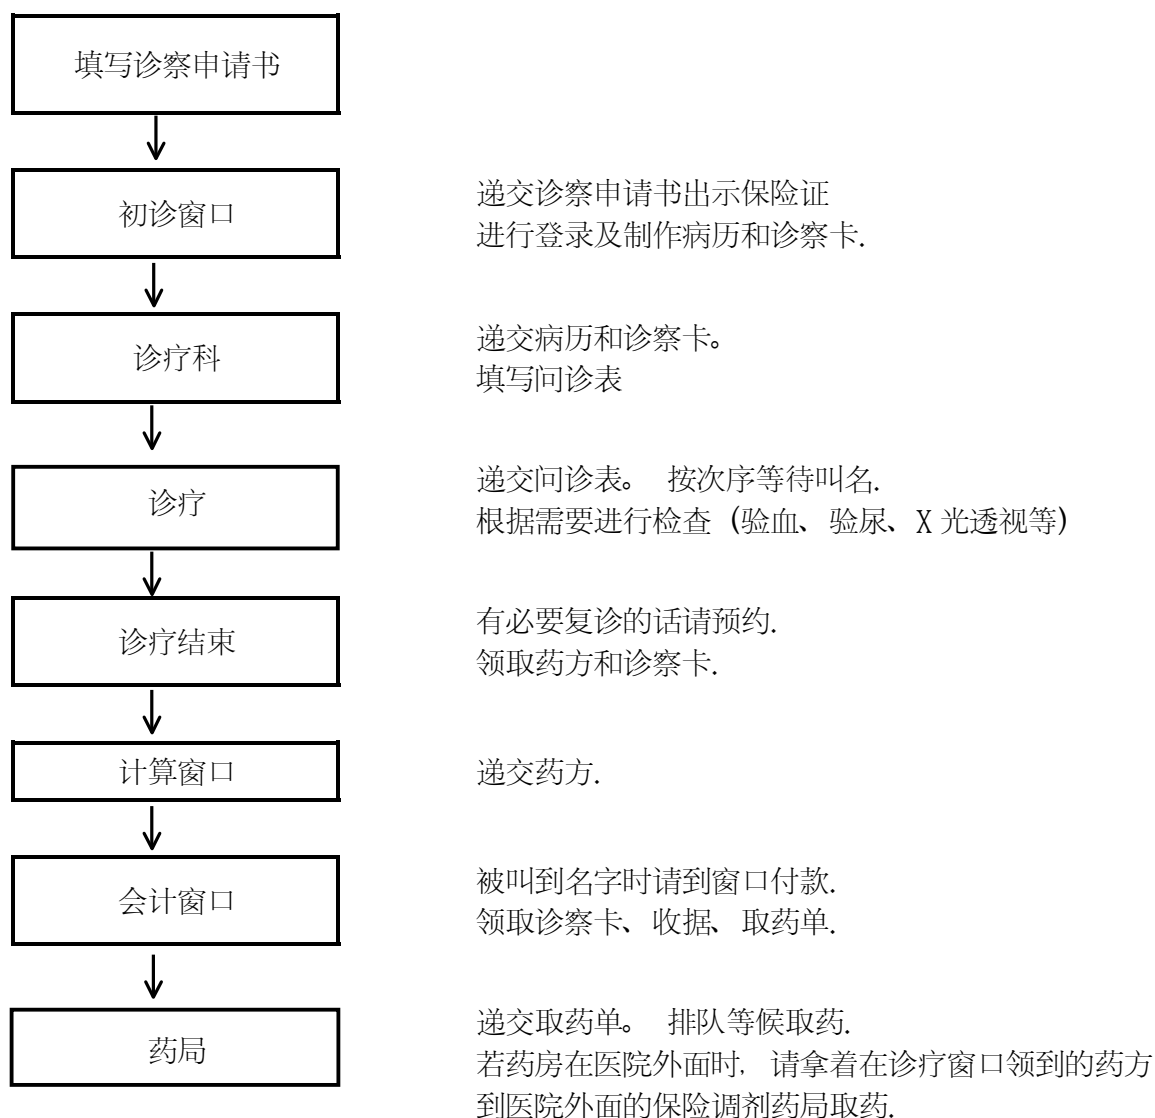 填写诊察申请书
初诊窗口
递交诊察申请书出示保险证
进行登录及制作病历和诊察卡.
诊疗科
递交病历和诊察卡。
填写问诊表
诊疗
递交问诊表。 按次序等待叫名.
根据需要进行检查（验血、验尿、X 光透视等）
诊疗结束
有必要复诊的话请预约.
领取药方和诊察卡.
计算窗口
递交药方.
会计窗口
被叫到名字时请到窗口付款.
领取诊察卡、收据、取药单.
药局
递交取药单。 排队等候取药.
若药房在医院外面时, 请拿着在诊疗窗口领到的药方
到医院外面的保险调剂药局取药.